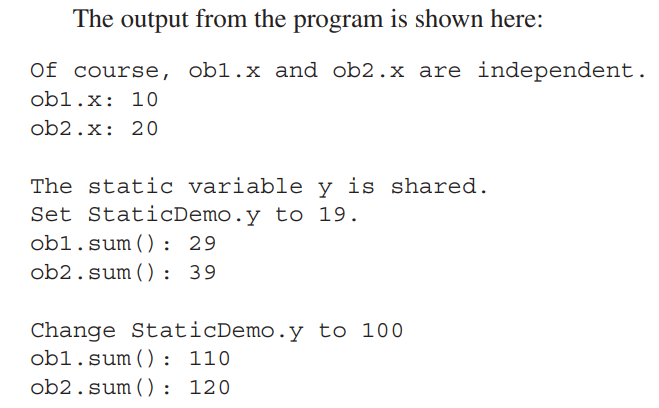 The output from the program is shown here:
Of course, ob1.x and ob2.x are independent.
ob1.x: 10
ob2.x: 20
The static variable y is shared.
Set StaticDemo.y to 19.
ob1.sum(): 29
ob2.sum(): 39
Change StaticDemo.y to 100
ob1.sum(): 110
ob2.sum(): 120